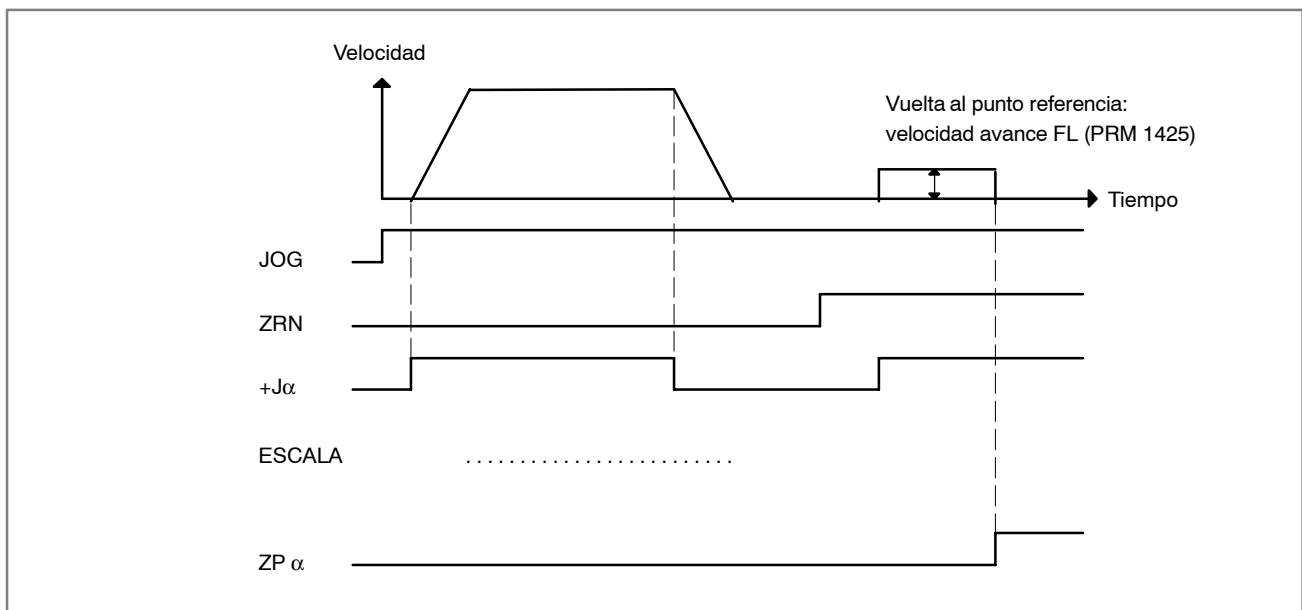 Velocidad
Vuelta al punto referencia:
velocidad avance FL (PRM 1425)
Tiempo
JOG
ZRN
+Jα
ESCALA
ZP α